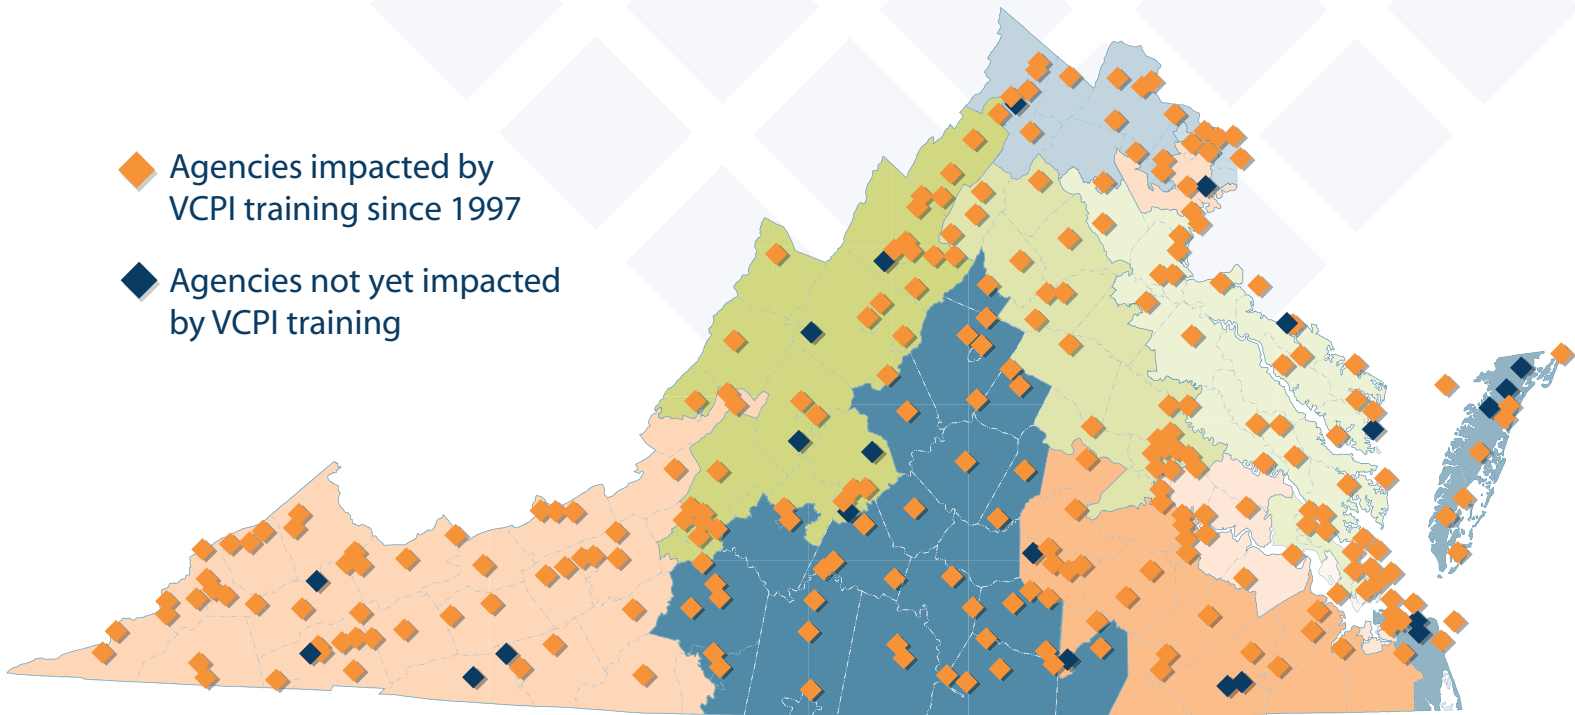 Agencies impacted by
VCPI training since 1997
Agencies not yet impacted
by VCPI training